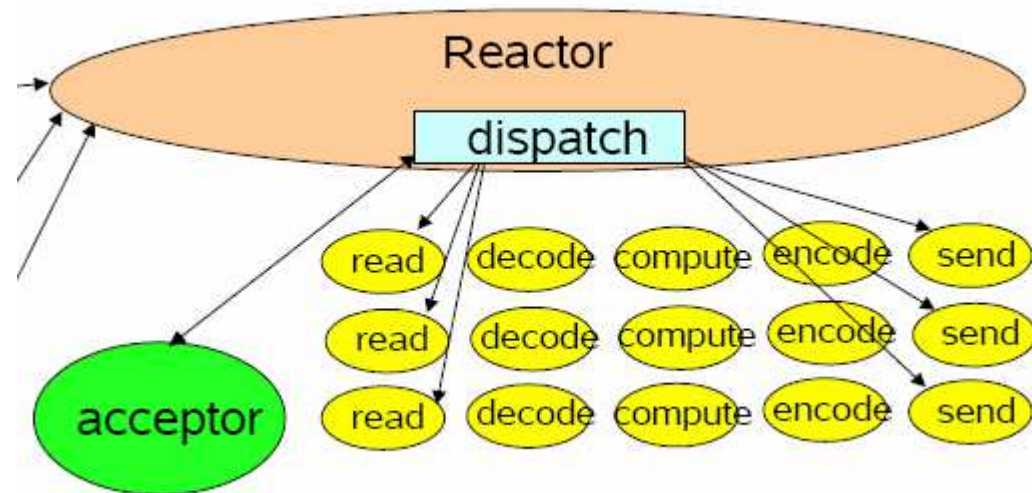 Reactor
dispatch
read decode compute encode send
read decode compute encode send
acceptor
read decode compute encode send